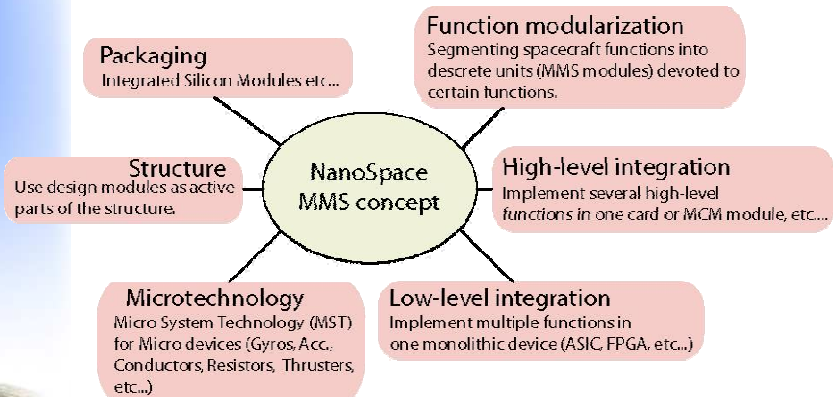 Packaging
Integrated Silicon Modules etc...
Function modularization
Segmenting spacecraft functions into
descrete units (MMS modules) devoted to
certain functions.
Structure
Use design modules as active
parts of the structure.
NanoSpace
MMS concept
High-level integration
Implement several high-level
functions in one card or MCM module, etc....
Microtechnology
Micro System Technology (MST)
for Micro devices (Gyros, Acc.,
Conductors, Resistors, Thrusters,
etc...)
Low-level integration
Implement multiple functions in
one monolithic device (ASIC, FPGA, etc...)